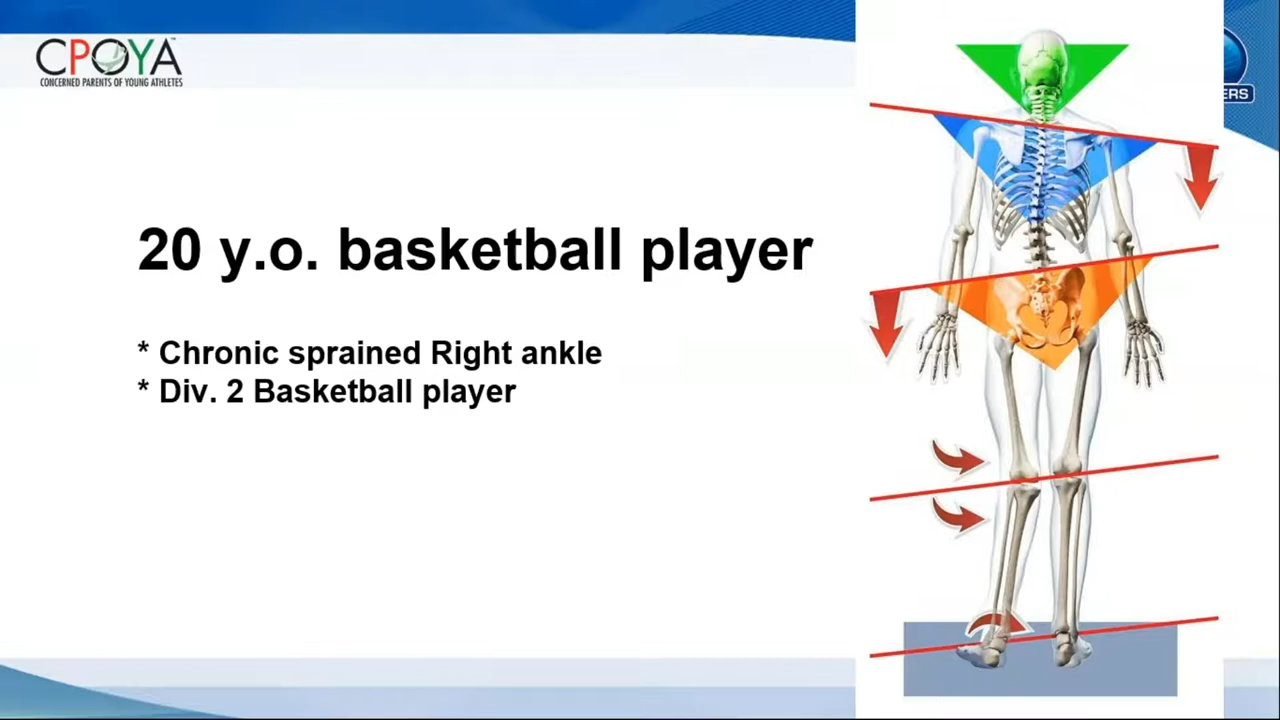 CPOYA
CONCERNED PARENTS OF YOUNG ATHLETES
20 y.o. basketball player
* Chronic sprained Right ankle
* Div. 2 Basketball player